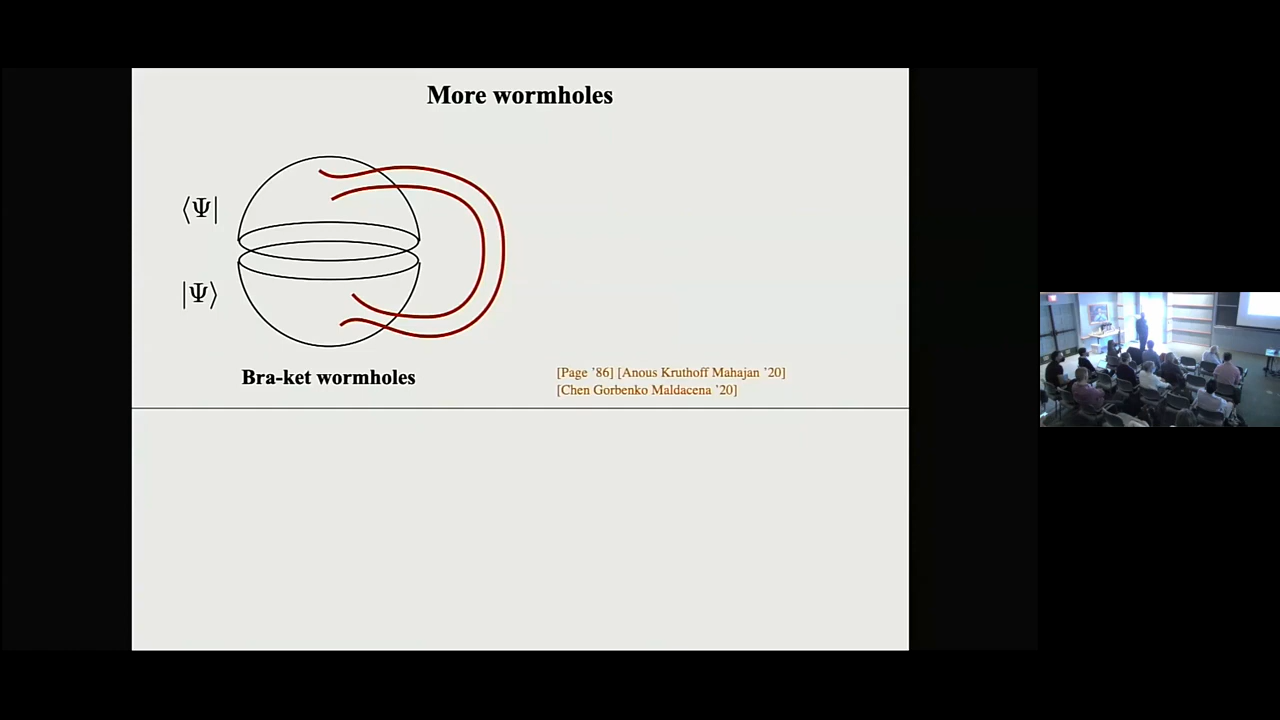 More wormholes
⟨Ψ|
|Ψ⟩
Bra-ket wormholes
[Page ’86] [Anous Kruthoff Mahajan ’20]
[Chen Gorbenko Maldacena ’20]